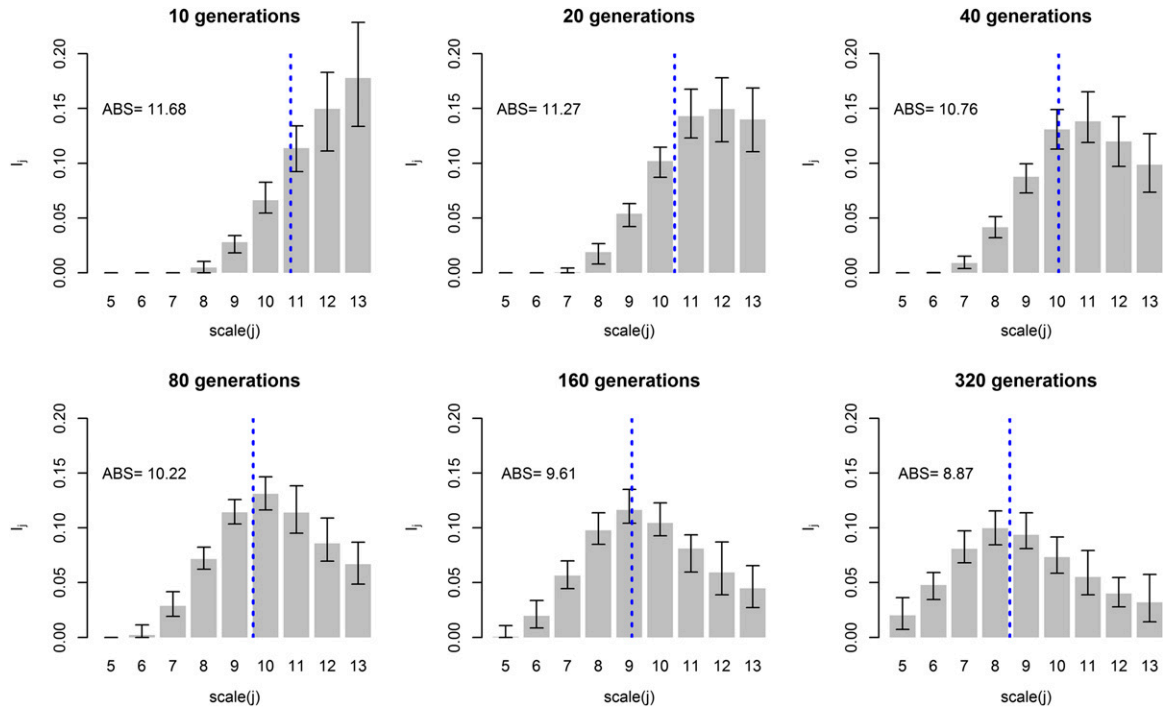 10 generations
0.20
0.15
0.10
0.05
0.00
I_j
ABS= 11.68
5 6 7 8 9 10 11 12 13
scale(j)
20 generations
0.20
0.15
0.10
0.05
0.00
I_j
ABS= 11.27
5 6 7 8 9 10 11 12 13
scale(j)
40 generations
0.20
0.15
0.10
0.05
0.00
I_j
ABS= 10.76
5 6 7 8 9 10 11 12 13
scale(j)
80 generations
0.20
0.15
0.10
0.05
0.00
I_j
ABS= 10.22
5 6 7 8 9 10 11 12 13
scale(j)
160 generations
0.20
0.15
0.10
0.05
0.00
I_j
ABS= 9.61
5 6 7 8 9 10 11 12 13
scale(j)
320 generations
0.20
0.15
0.10
0.05
0.00
I_j
ABS= 8.87
5 6 7 8 9 10 11 12 13
scale(j)